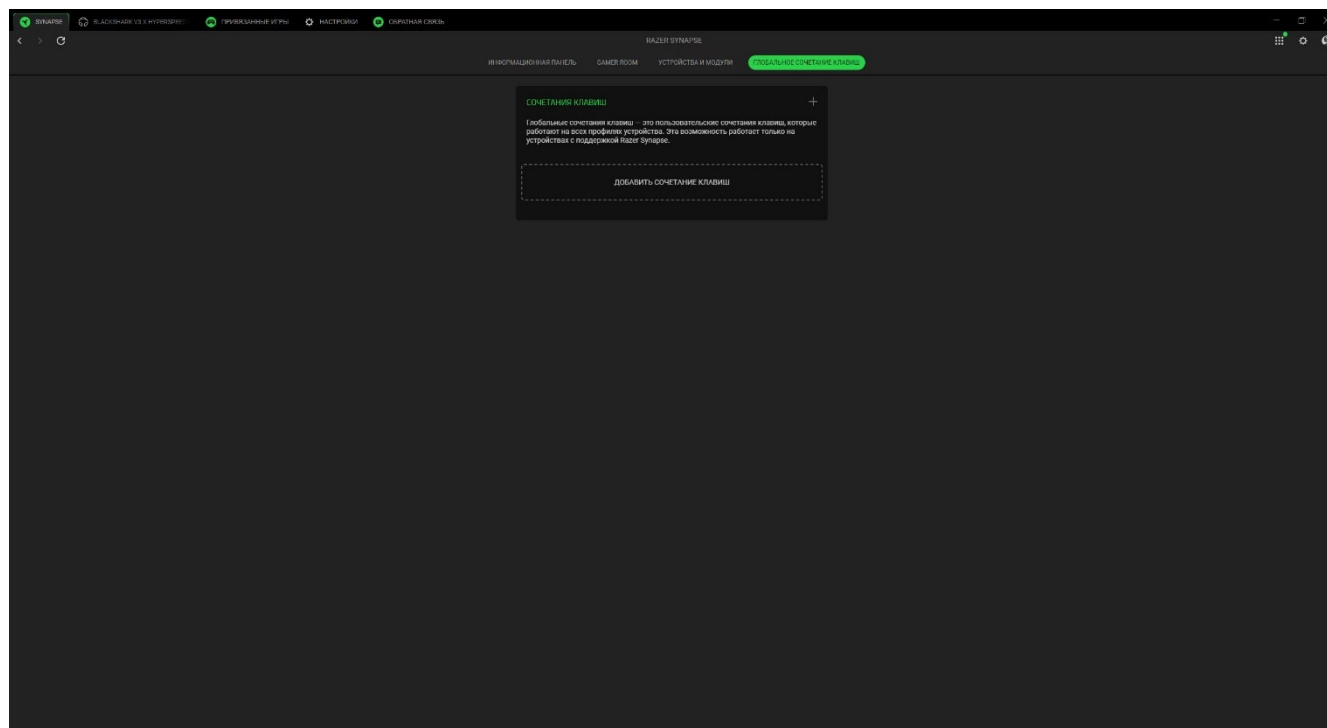 SYNAPSE
BLACKSHARK V3 X HYPERSPEED
ПРИВЯЗАННЫЕ ИГРЫ
НАСТРОЙКИ
ОБРАТНАЯ СВЯЗЬ
RAZER SYNAPSE
ИНФОРМАЦИОННАЯ ПАНЕЛЬ
GAMER ROOM
УСТРОЙСТВА И МОДУЛИ
ГЛОБАЛЬНОЕ СОЧЕТАНИЕ КЛАВИШ
СОЧЕТАНИЯ КЛАВИШ
Глобальные сочетания клавиш – это пользовательские сочетания клавиш, которые
работают на всех профилях устройства. Эта возможность работает только на
устройствах с поддержкой Razer Synapse.
ДОБАВИТЬ СОЧЕТАНИЕ КЛАВИШ